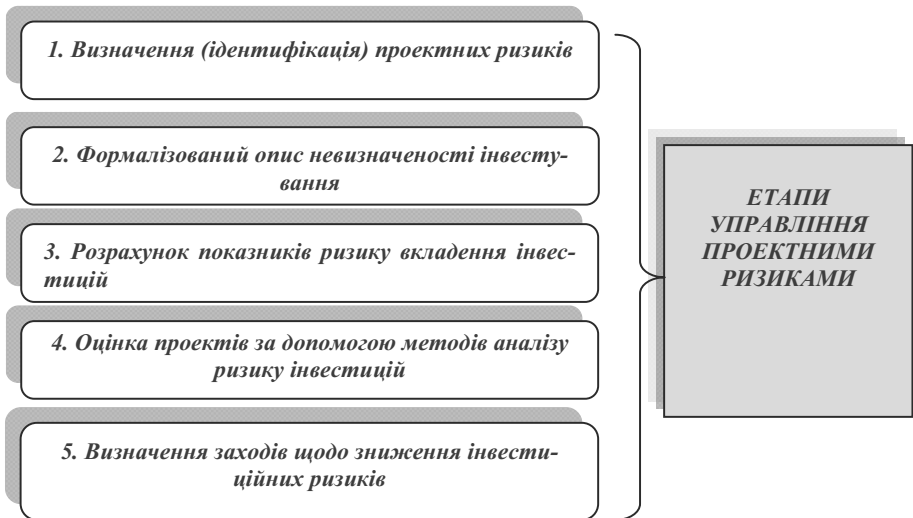 1. Визначення (ідентифікація) проектних ризиків
2. Формалізований опис невизначеності інвесту-
вання
3. Розрахунок показників ризику вкладення інвес-
тицій
4. Оцінка проектів за допомогою методів аналізу
ризику інвестицій
5. Визначення заходів щодо зниження інвести-
ційних ризиків
ЕТАПИ
УПРАВЛІННЯ
ПРОЕКТНИМИ
РИЗИКАМИ